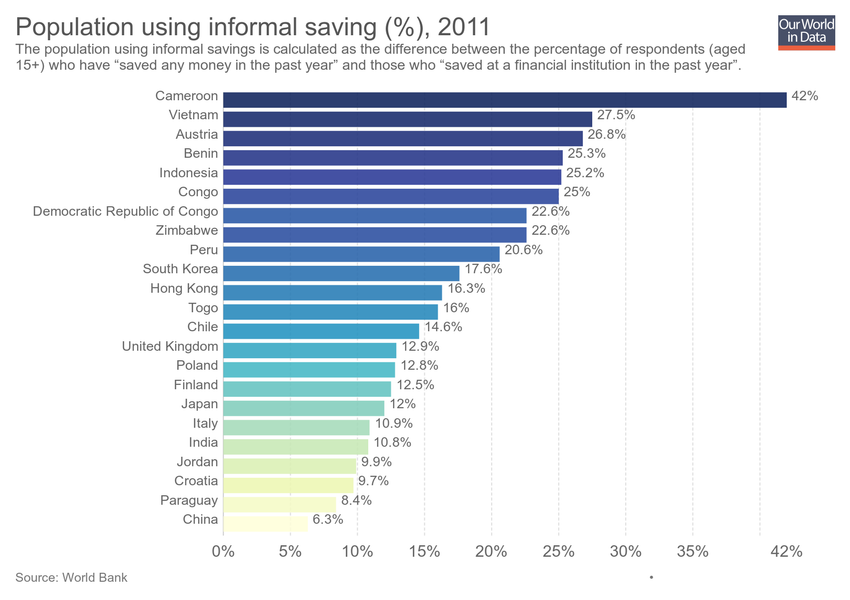 Population using informal saving (%), 2011
Our World
in Data
The population using informal savings is calculated as the difference between the percentage of respondents (aged
15+) who have “saved any money in the past year” and those who “saved at a financial institution in the past year”.
Cameroon 42%
Vietnam 27.5%
Austria 26.8%
Benin 25.3%
Indonesia 25.2%
Congo 25%
Democratic Republic of Congo 22.6%
Zimbabwe 22.6%
Peru 20.6%
South Korea 17.6%
Hong Kong 16.3%
Togo 16%
Chile 14.6%
United Kingdom 12.9%
Poland 12.8%
Finland 12.5%
Japan 12%
Italy 10.9%
India 10.8%
Jordan 9.9%
Croatia 9.7%
Paraguay 8.4%
China 6.3%
0% 5% 10% 15% 20% 25% 30% 35% 42%
Source: World Bank